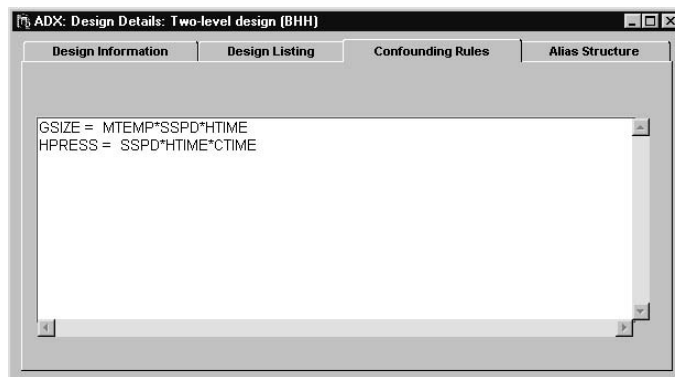 ADX: Design Details: Two-level design (BHH)
Design Information
Design Listing
Confounding Rules
Alias Structure
GSIZE = MTEMP*SSPD*HTIME
HPRESS = SSPD*HTIME*CTIME